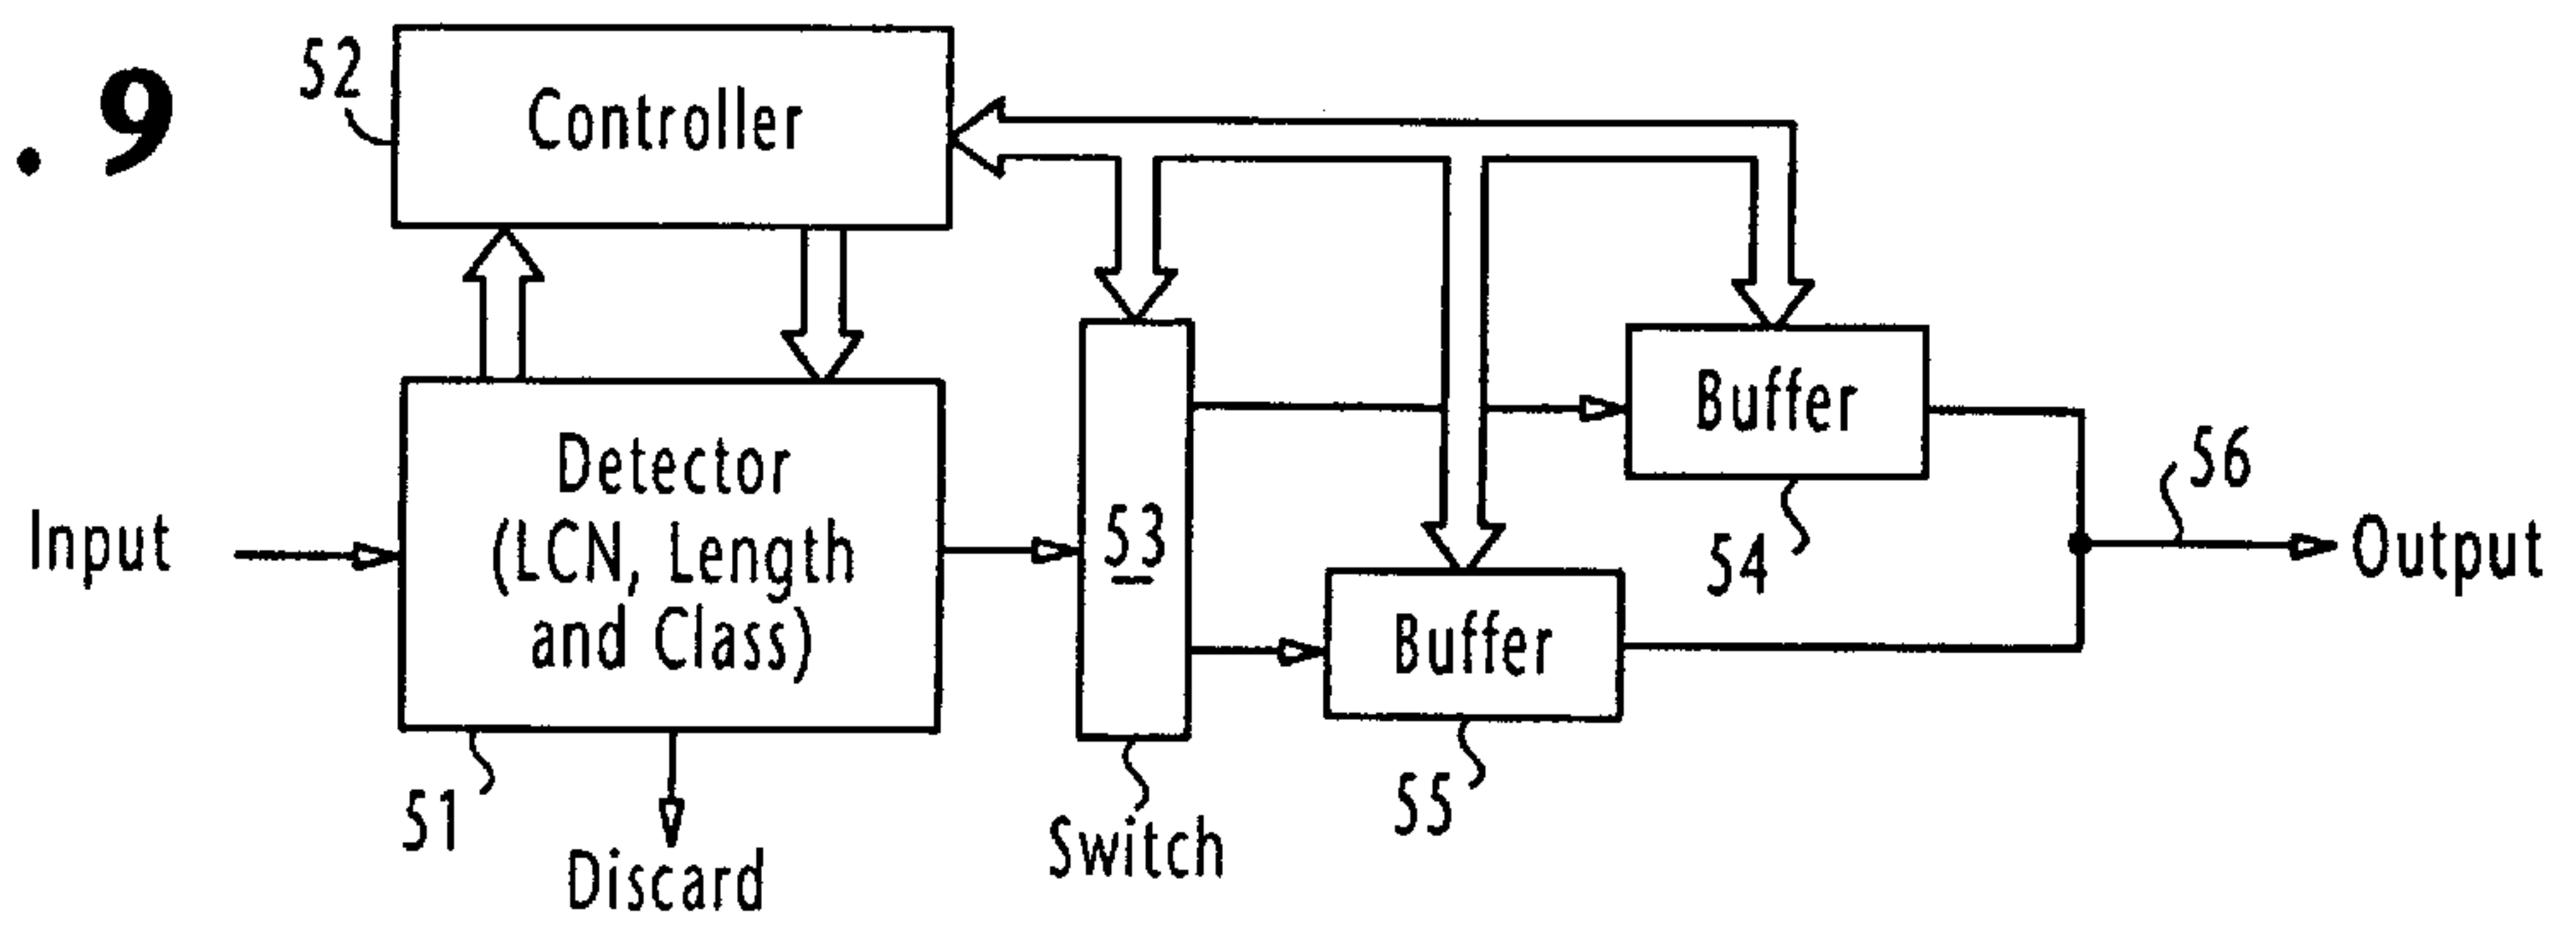 . 9
52
Controller
Input
Detector
(LCN, Length
and Class)
51
Discard
53
Switch
Buffer
54
Buffer
55
56
Output